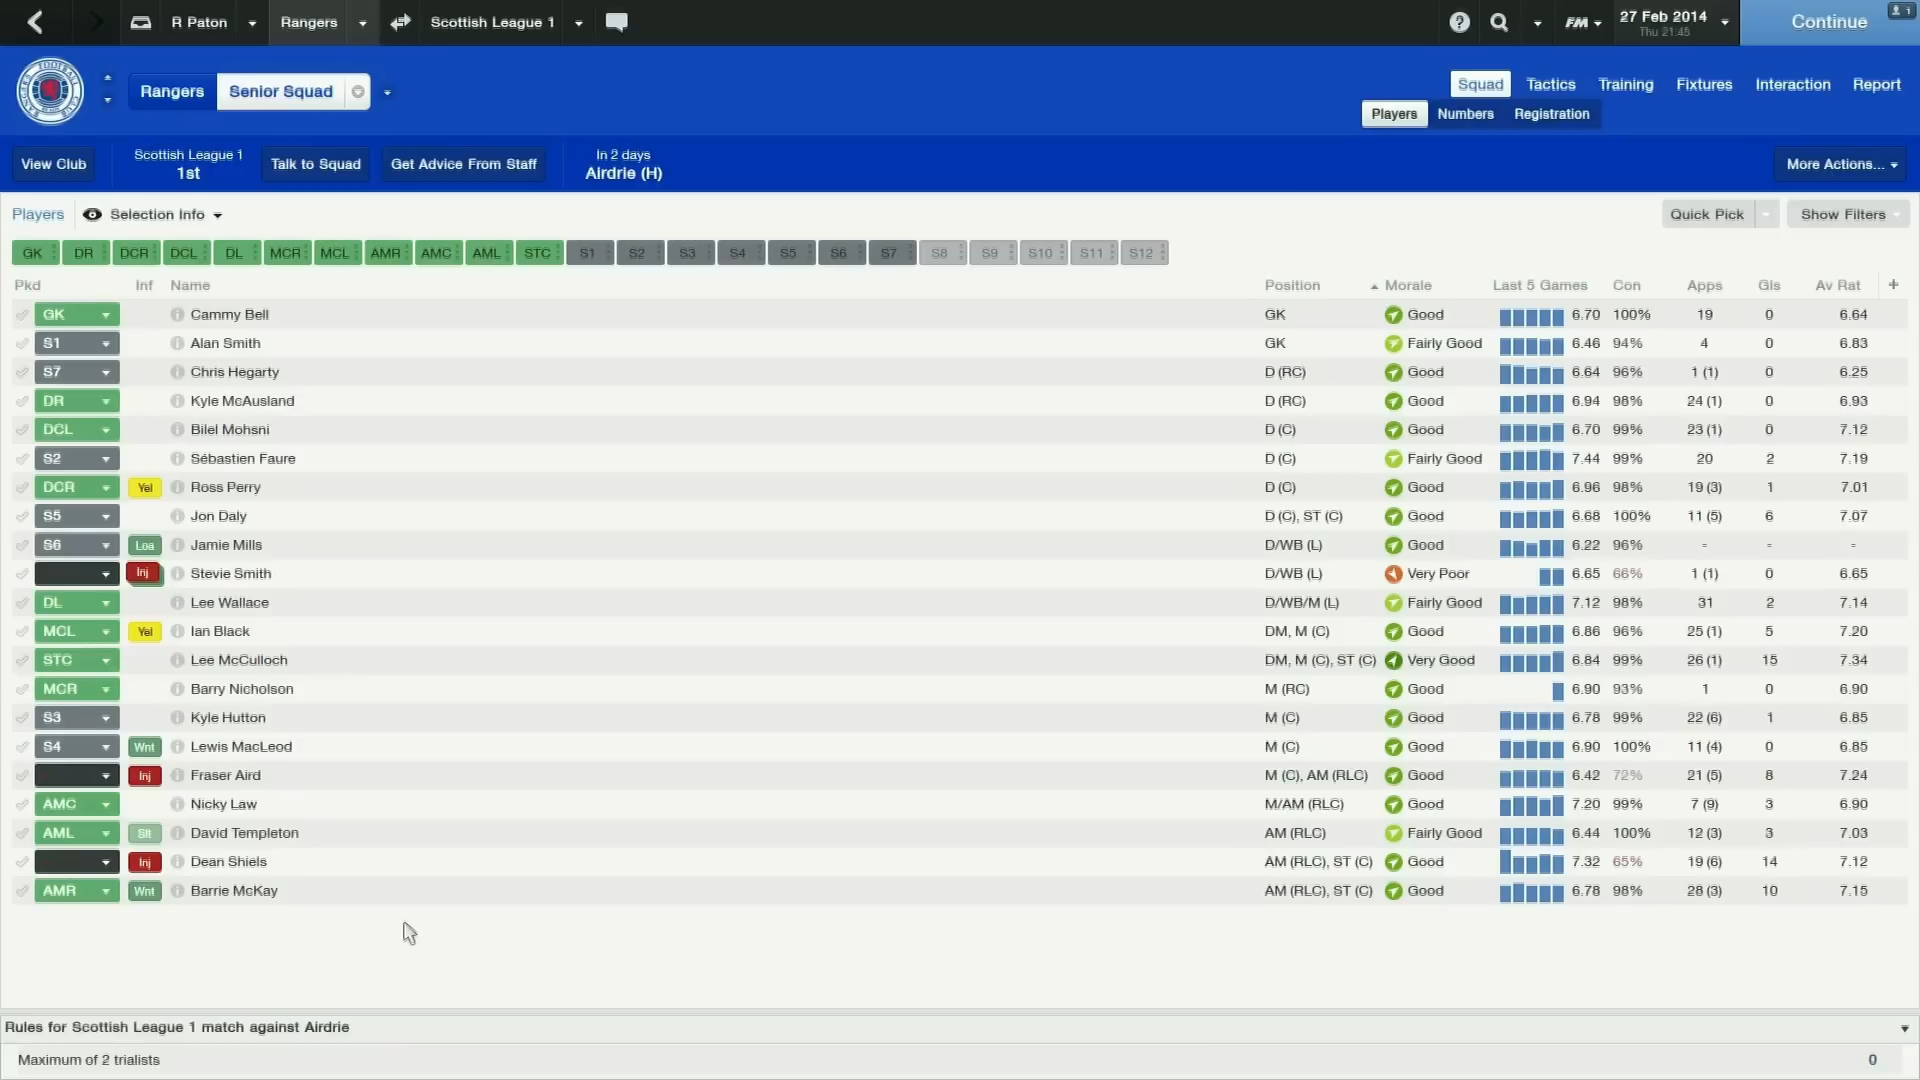 R Paton Rangers Scottish League 1 FM 27 Feb 2014 Thu 21:45 Continue 1
Rangers Senior Squad Squad Tactics Training Fixtures Interaction Report
Players Numbers Registration
View Club Scottish League 1 1st Talk to Squad Get Advice From Staff In 2 days Airdrie (H) More Actions...
Players Selection Info Quick Pick Show Filters
GK DR DCR DCL DL MCR MCL AMR AMC AML STC S1 S2 S3 S4 S5 S6 S7 S8 S9 S10 S11 S12
Pkd Inf Name Position Morale Last 5 Games Con Apps Gls Av Rat +
GK Cammy Bell GK Good 6.70 100% 19 0 6.64
S1 Alan Smith GK Fairly Good 6.46 94% 4 0 6.83
S7 Chris Hegarty D (RC) Good 6.64 96% 1 (1) 0 6.25
DR Kyle McAusland D (RC) Good 6.94 98% 24 (1) 0 6.93
DCL Bilel Mohsni D (C) Good 6.70 99% 23 (1) 0 7.12
S2 Sébastien Faure D (C) Fairly Good 7.44 99% 20 2 7.19
DCR Yel Ross Perry D (C) Good 6.96 98% 19 (3) 1 7.01
S5 Jon Daly D (C), ST (C) Good 6.68 100% 11 (5) 6 7.07
S6 Loa Jamie Mills D/WB (L) Good 6.22 96% - - -
Inj Stevie Smith D/WB (L) Very Poor 6.65 66% 1 (1) 0 6.65
DL Lee Wallace D/WB/M (L) Fairly Good 7.12 98% 31 2 7.14
MCL Yel Ian Black DM, M (C) Good 6.86 96% 25 (1) 5 7.20
STC Lee McCulloch DM, M (C), ST (C) Very Good 6.84 99% 26 (1) 15 7.34
MCR Barry Nicholson M (RC) Good 6.90 93% 1 0 6.90
S3 Kyle Hutton M (C) Good 6.78 99% 22 (6) 1 6.85
S4 Wnt Lewis MacLeod M (C) Good 6.90 100% 11 (4) 0 6.85
Inj Fraser Aird M (C), AM (RLC) Good 6.42 72% 21 (5) 8 7.24
AMC Nicky Law M/AM (RLC) Good 7.20 99% 7 (9) 3 6.90
AML Slt David Templeton AM (RLC) Fairly Good 6.44 100% 12 (3) 3 7.03
Inj Dean Shiels AM (RLC), ST (C) Good 7.32 65% 19 (6) 14 7.12
AMR Wnt Barrie McKay AM (RLC), ST (C) Good 6.78 98% 28 (3) 10 7.15
Rules for Scottish League 1 match against Airdrie
Maximum of 2 trialists 0